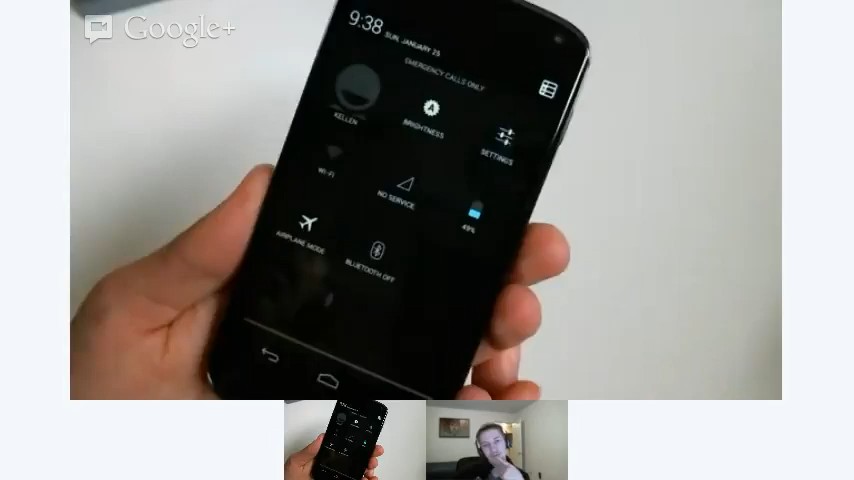 Google+
9:38
SUN, JANUARY 25
EMERGENCY CALLS ONLY
KELLEN
BRIGHTNESS
SETTINGS
WI-FI
NO SERVICE
49%
AIRPLANE MODE
BLUETOOTH OFF